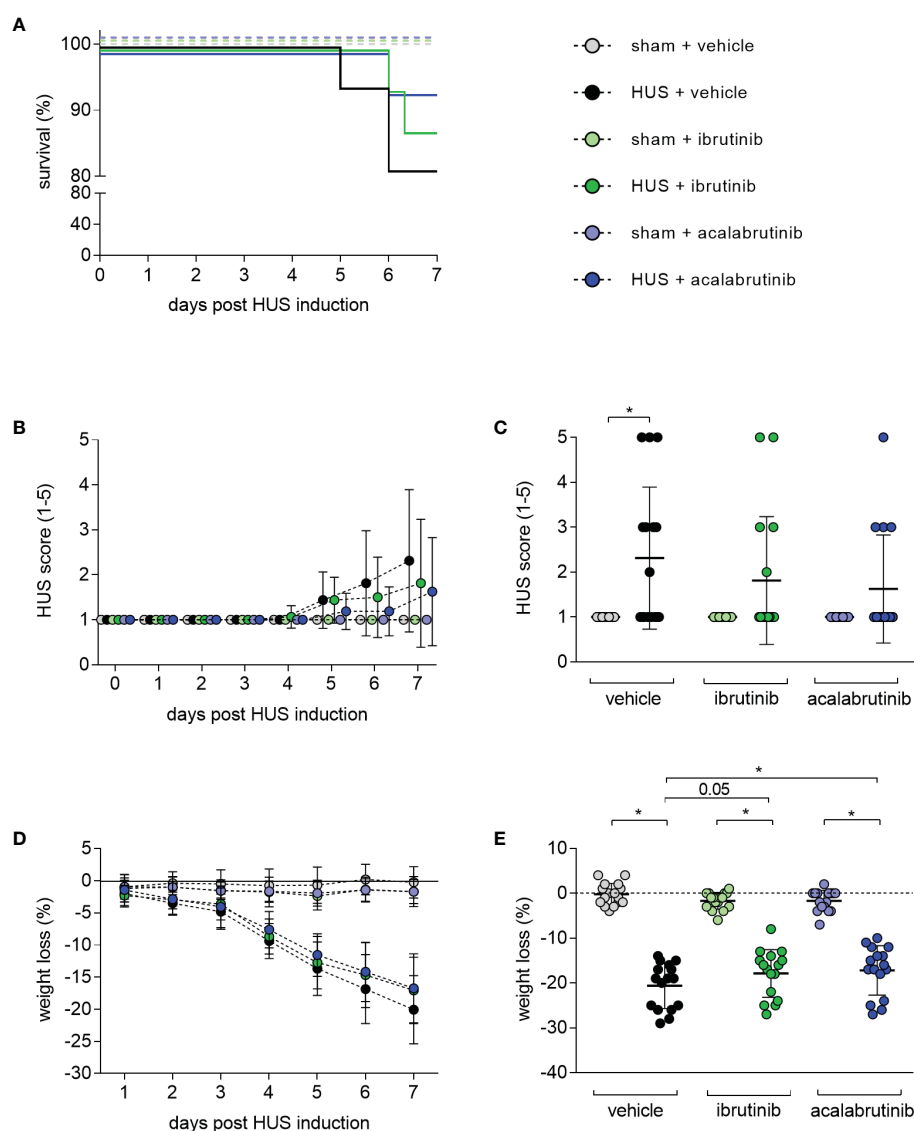 A
100
90
80
80
40
0
survival (%)
0 1 2 3 4 5 6 7
days post HUS induction
sham + vehicle
HUS + vehicle
sham + ibrutinib
HUS + ibrutinib
sham + acalabrutinib
HUS + acalabrutinib
B
5
4
3
2
1
0
HUS score (1-5)
0 1 2 3 4 5 6 7
days post HUS induction
C
*
5
4
3
2
1
0
HUS score (1-5)
vehicle ibrutinib acalabrutinib
D
5
0
-5
-10
-15
-20
-25
-30
weight loss (%)
1 2 3 4 5 6 7
days post HUS induction
E
*
0.05
* * *
10
0
-10
-20
-30
-40
weight loss (%)
vehicle ibrutinib acalabrutinib